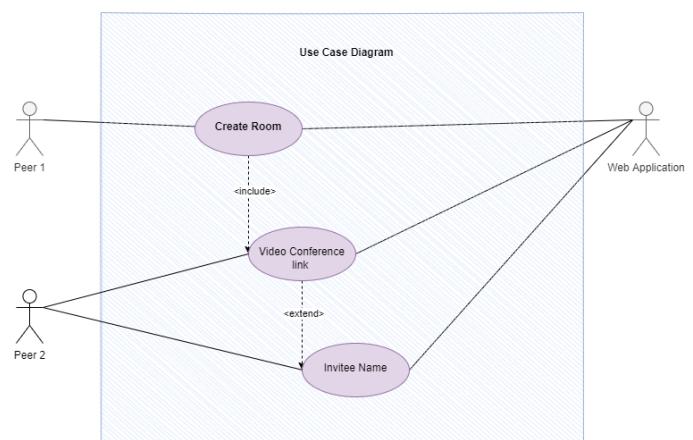 Use Case Diagram
Create Room
Peer 1
Web Application
<include>
Video Conference
link
<extend>
Peer 2
Invitee Name